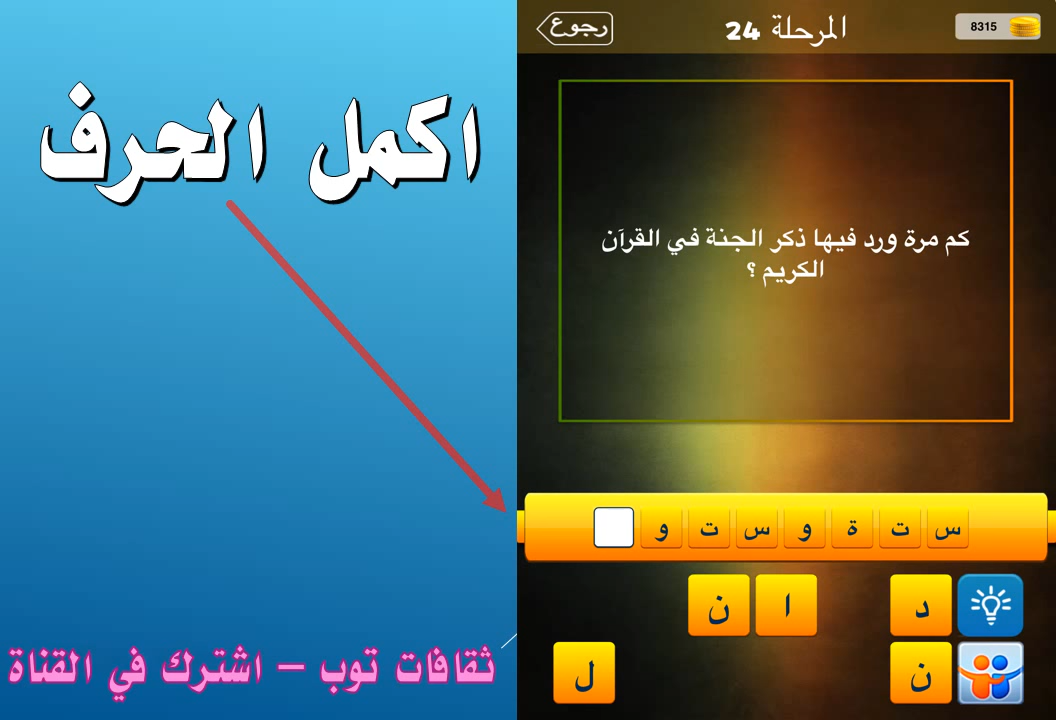 اكمل الحرف
ثقافات توب – اشترك في القناة
رجوع
المرحلة 24
8315
كم مرة ورد فيها ذكر الجنة في القرآن
الكريم ؟
س ت ة و س ت و
د ا ن
ن ل